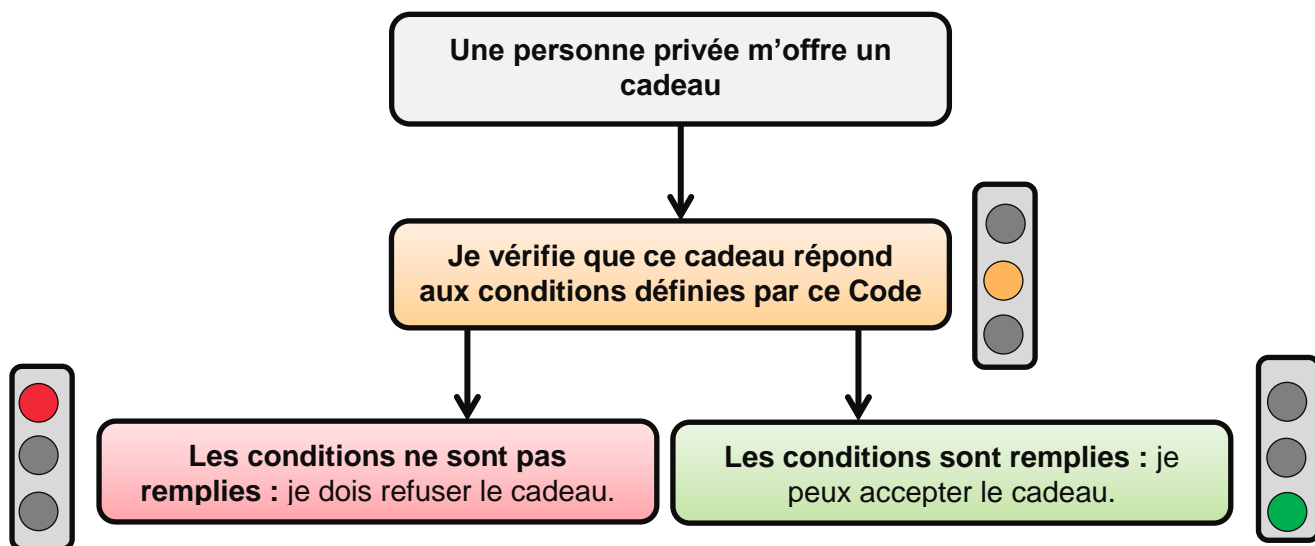 Une personne privée m’offre un
cadeau
Je vérifie que ce cadeau répond
aux conditions définies par ce Code
Les conditions ne sont pas
remplies : je dois refuser le cadeau.
Les conditions sont remplies : je
peux accepter le cadeau.